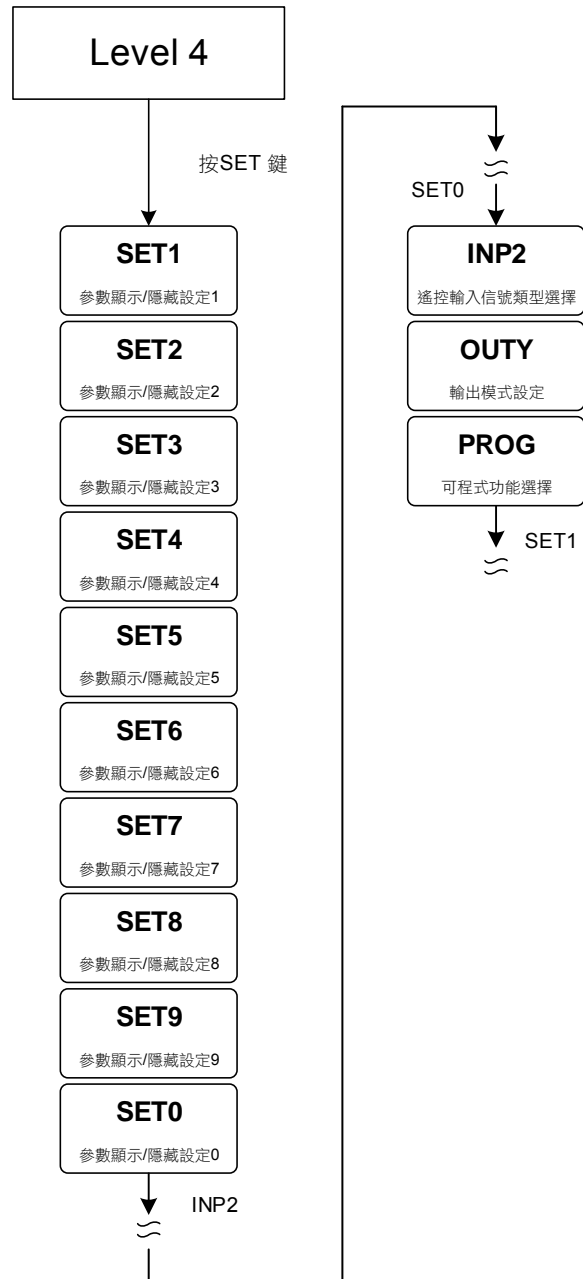 Level 4
按SET 鍵
SET1
參數顯示/隱藏設定1
SET2
參數顯示/隱藏設定2
SET3
參數顯示/隱藏設定3
SET4
參數顯示/隱藏設定4
SET5
參數顯示/隱藏設定5
SET6
參數顯示/隱藏設定6
SET7
參數顯示/隱藏設定7
SET8
參數顯示/隱藏設定8
SET9
參數顯示/隱藏設定9
SET0
參數顯示/隱藏設定0
INP2
SET0
INP2
遙控輸入信號類型選擇
OUTY
輸出模式設定
PROG
可程式功能選擇
SET1